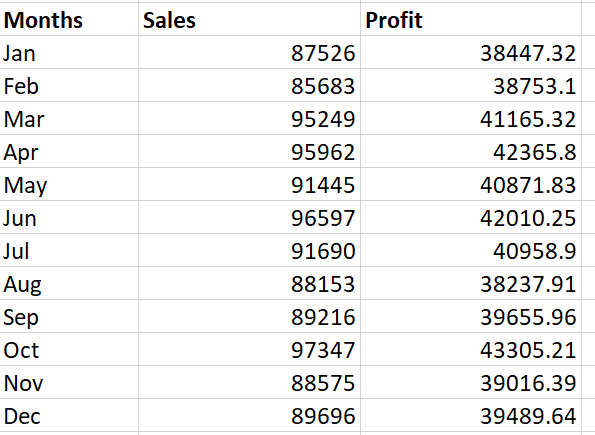 Months Sales Profit
Jan 87526 38447.32
Feb 85683 38753.1
Mar 95249 41165.32
Apr 95962 42365.8
May 91445 40871.83
Jun 96597 42010.25
Jul 91690 40958.9
Aug 88153 38237.91
Sep 89216 39655.96
Oct 97347 43305.21
Nov 88575 39016.39
Dec 89696 39489.64